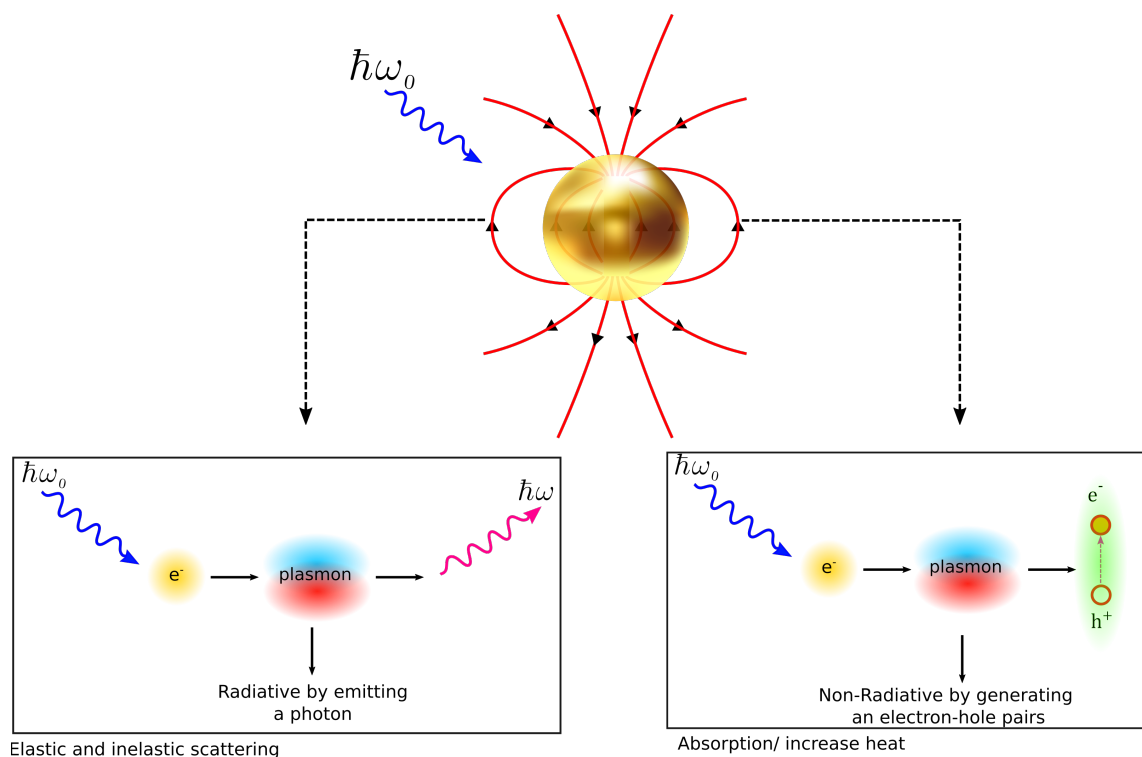 ħω₀
ħω₀
ħω
e⁻
plasmon
Radiative by emitting
a photon
Elastic and inelastic scattering
ħω₀
e⁻
plasmon
e⁻
h⁺
Non-Radiative by generating
an electron-hole pairs
Absorption/ increase heat